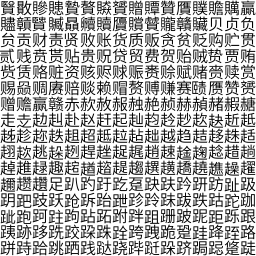 贀贁贂贃贄贅贆贇贈贉贊贋贌贍贎贏
贐贑贒贓贔贕贖贗贘贙贚贛贜贝贞负
贠贡财责贤败账货质贩贪贫贬购贮贯
贰贱贲贳贴贵贶贷贸费贺贻贼贽贾贿
赀赁赂赃资赅赆赇赈赉赊赋赌赍赎赏
赐赑赒赓赔赕赖赗赘赙赚赛赜赝赞赟
赠赡赢赣赤赥赦赧赨赩赪赫赬赭赮赯
走赱赲赳赴赵赶起赸赹赺赻赼赽赾赿
趀趁趂趃趄超趆趇趈趉越趋趌趍趎趏
趐趑趒趓趔趕趖趗趘趙趚趛趜趝趞趟
趠趡趢趣趤趥趦趧趨趩趪趫趬趭趮趯
趰趱趲足趴趵趶趷趸趹趺趻趼趽趾趿
跀跁跂跃跄跅跆跇跈跉跊跋跌跍跎跏
跐跑跒跓跔跕跖跗跘跙跚跛跜距跞跟
跠跡跢跣跤跥跦跧跨跩跪跫跬跭跮路
跰跱跲跳跴践跶跷跸跹跺跻跼跽跾跿